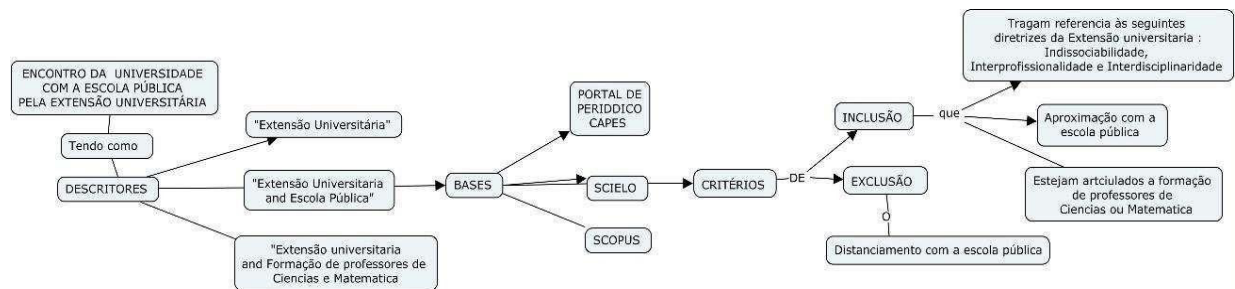 ENCONTRO DA UNIVERSIDADE
COM A ESCOLA PÚBLICA
PELA EXTENSÃO UNIVERSITÁRIA
Tendo como
DESCRITORES
"Extensão Universitária"
"Extensão Universitaria
and Escola Pública"
"Extensão universitaria
and Formação de professores de
Ciencias e Matematica
BASES
PORTAL DE
PERIDDICO
CAPES
SCIELO
SCOPUS
CRITÉRIOS
DE
INCLUSÃO
que
Tragam referencia às seguintes
diretrizes da Extensão universitaria :
Indissociabilidade,
Interprofissionalidade e Interdisciplinaridade
Aproximação com a
escola pública
Estejam artciulados a formação
de professores de
Ciencias ou Matematica
EXCLUSÃO
O
Distanciamento com a escola pública